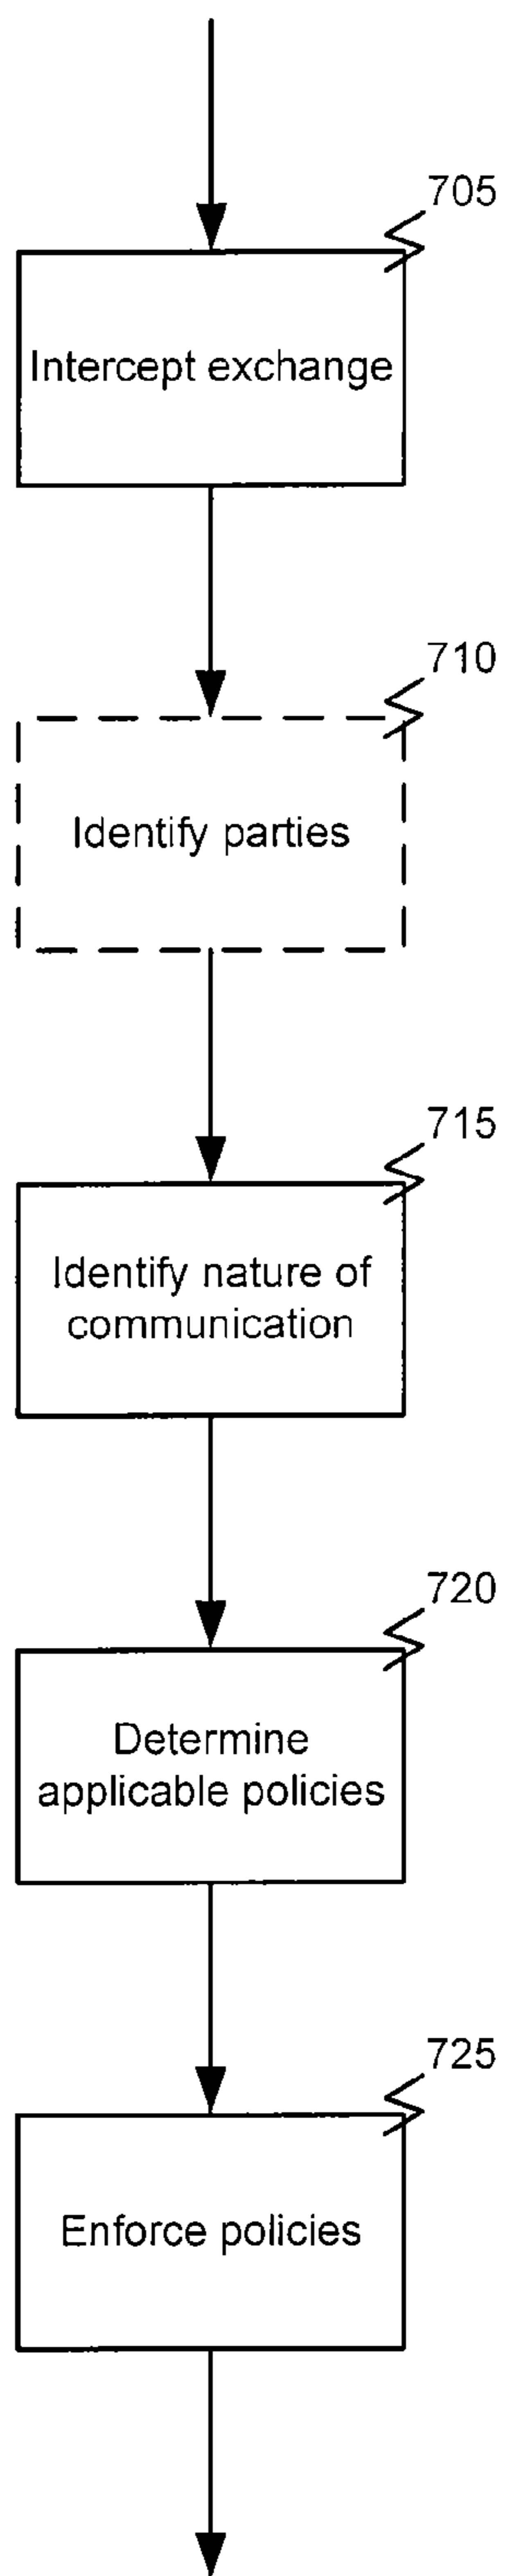 705
Intercept exchange
710
Identify parties
715
Identify nature of
communication
720
Determine
applicable policies
725
Enforce policies